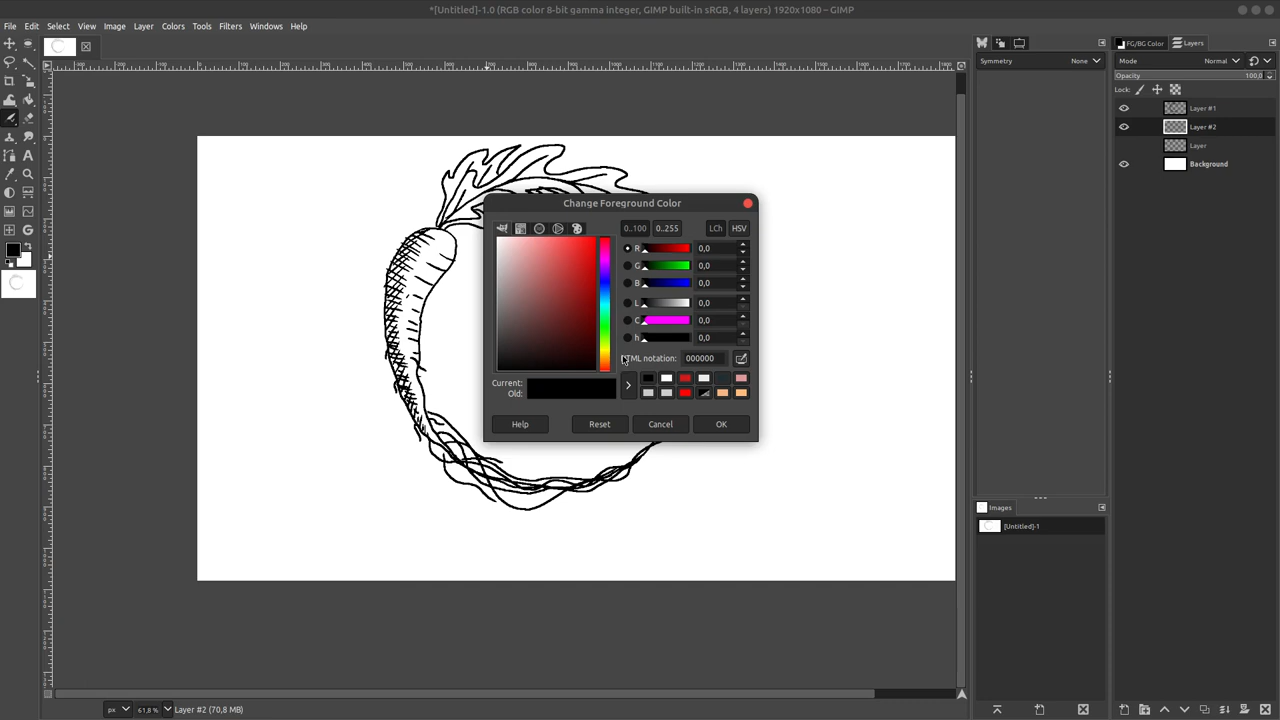 *[Untitled]-1.0 (RGB color 8-bit gamma integer, GIMP built-in sRGB, 4 layers) 1920x1080 – GIMP
File Edit Select View Image Layer Colors Tools Filters Windows Help
FG/BG Color Layers
Symmetry None
Mode Normal
Opacity 100,0
Lock:
Layer #1
Layer #2
Layer
Background
Change Foreground Color
0..100 0..255 LCh HSV
R 0,0
G 0,0
B 0,0
L 0,0
C 0,0
h 0,0
HTML notation: 000000
Current:
Old:
Help Reset Cancel OK
Images
[Untitled]-1
px 61,8 % Layer #2 (70,8 MB)